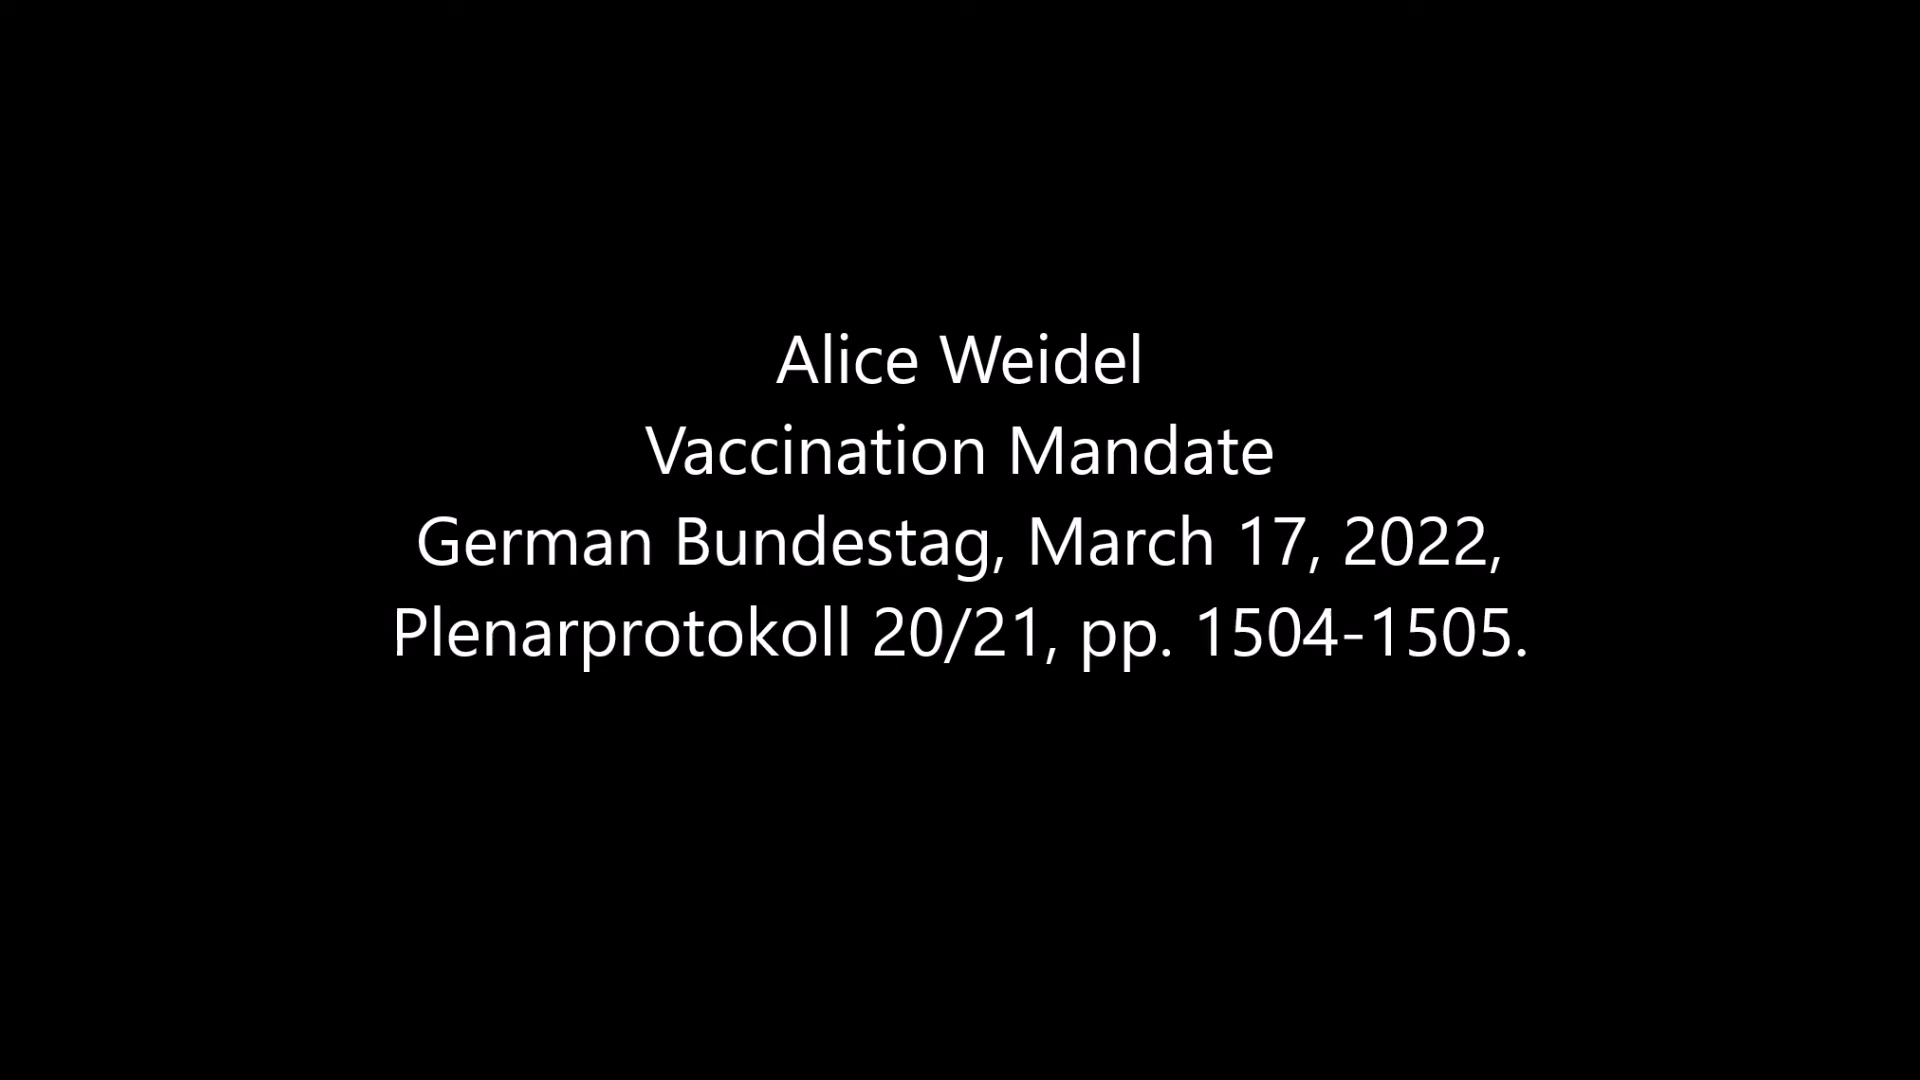 Alice Weidel
Vaccination Mandate
German Bundestag, March 17, 2022,
Plenarprotokoll 20/21, pp. 1504-1505.